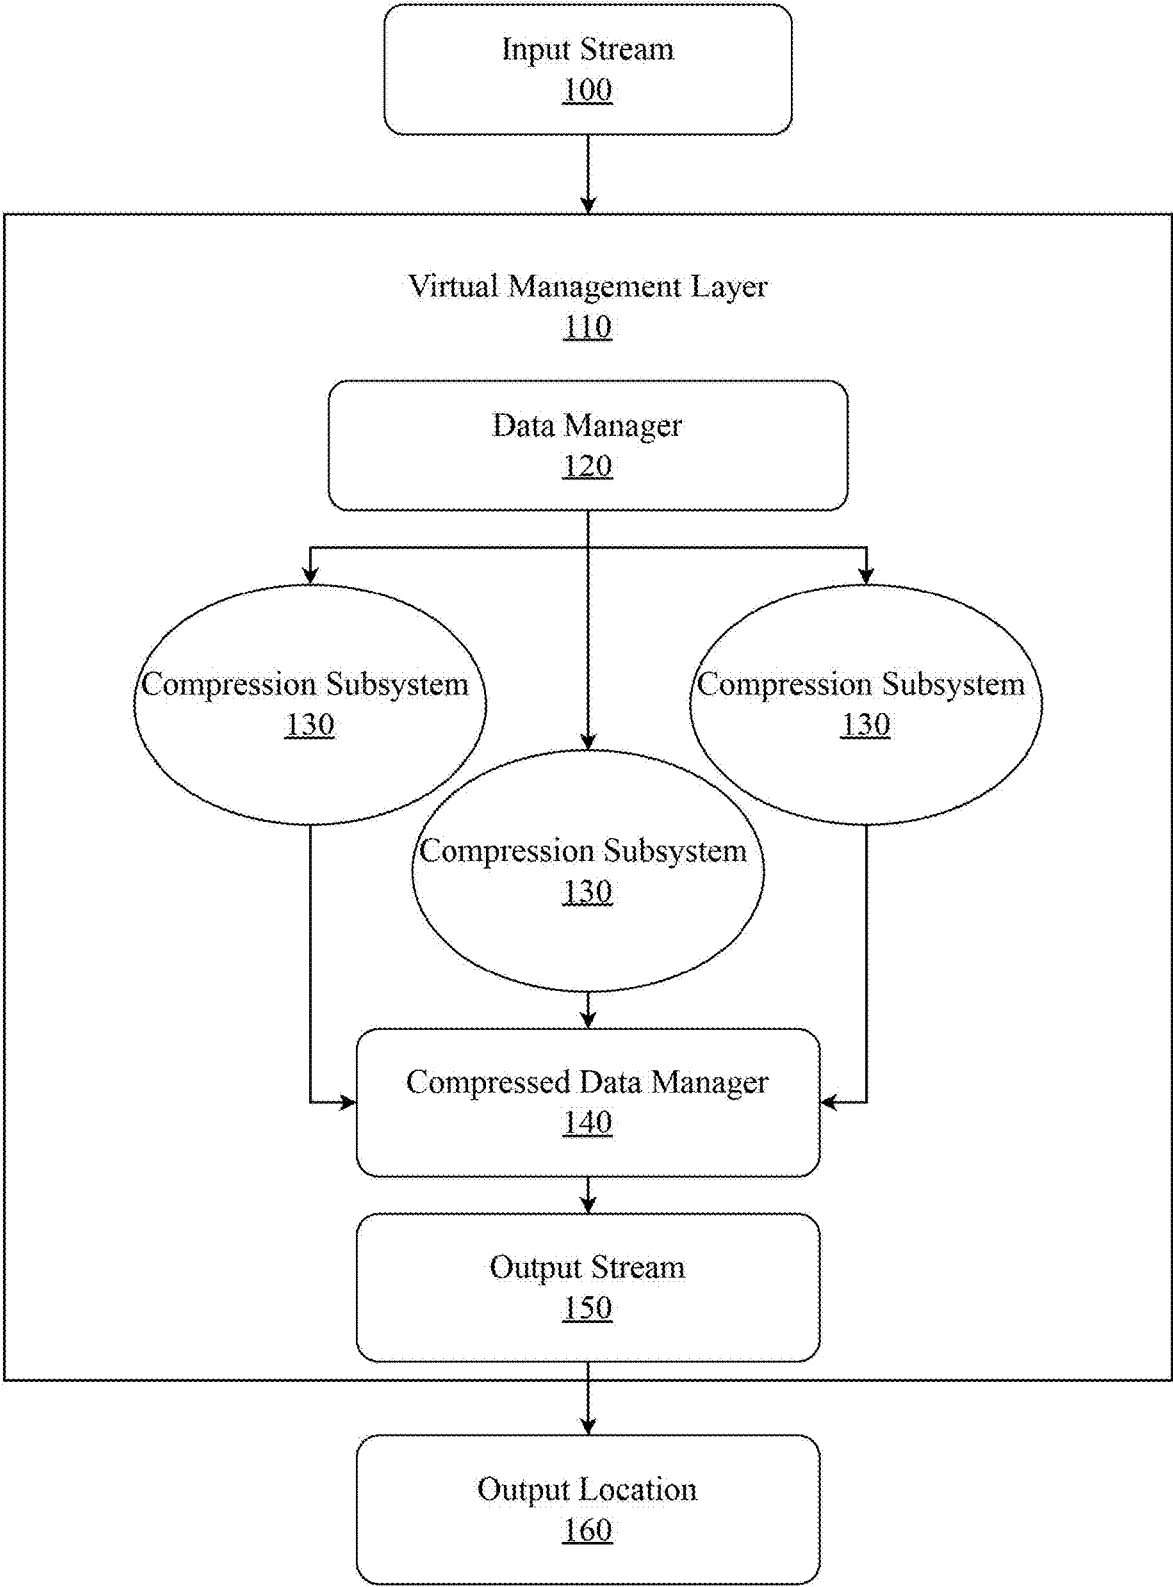 Input Stream
100
Virtual Management Layer
110
Data Manager
120
Compression Subsystem
130
Compression Subsystem
130
Compression Subsystem
130
Compressed Data Manager
140
Output Stream
150
Output Location
160